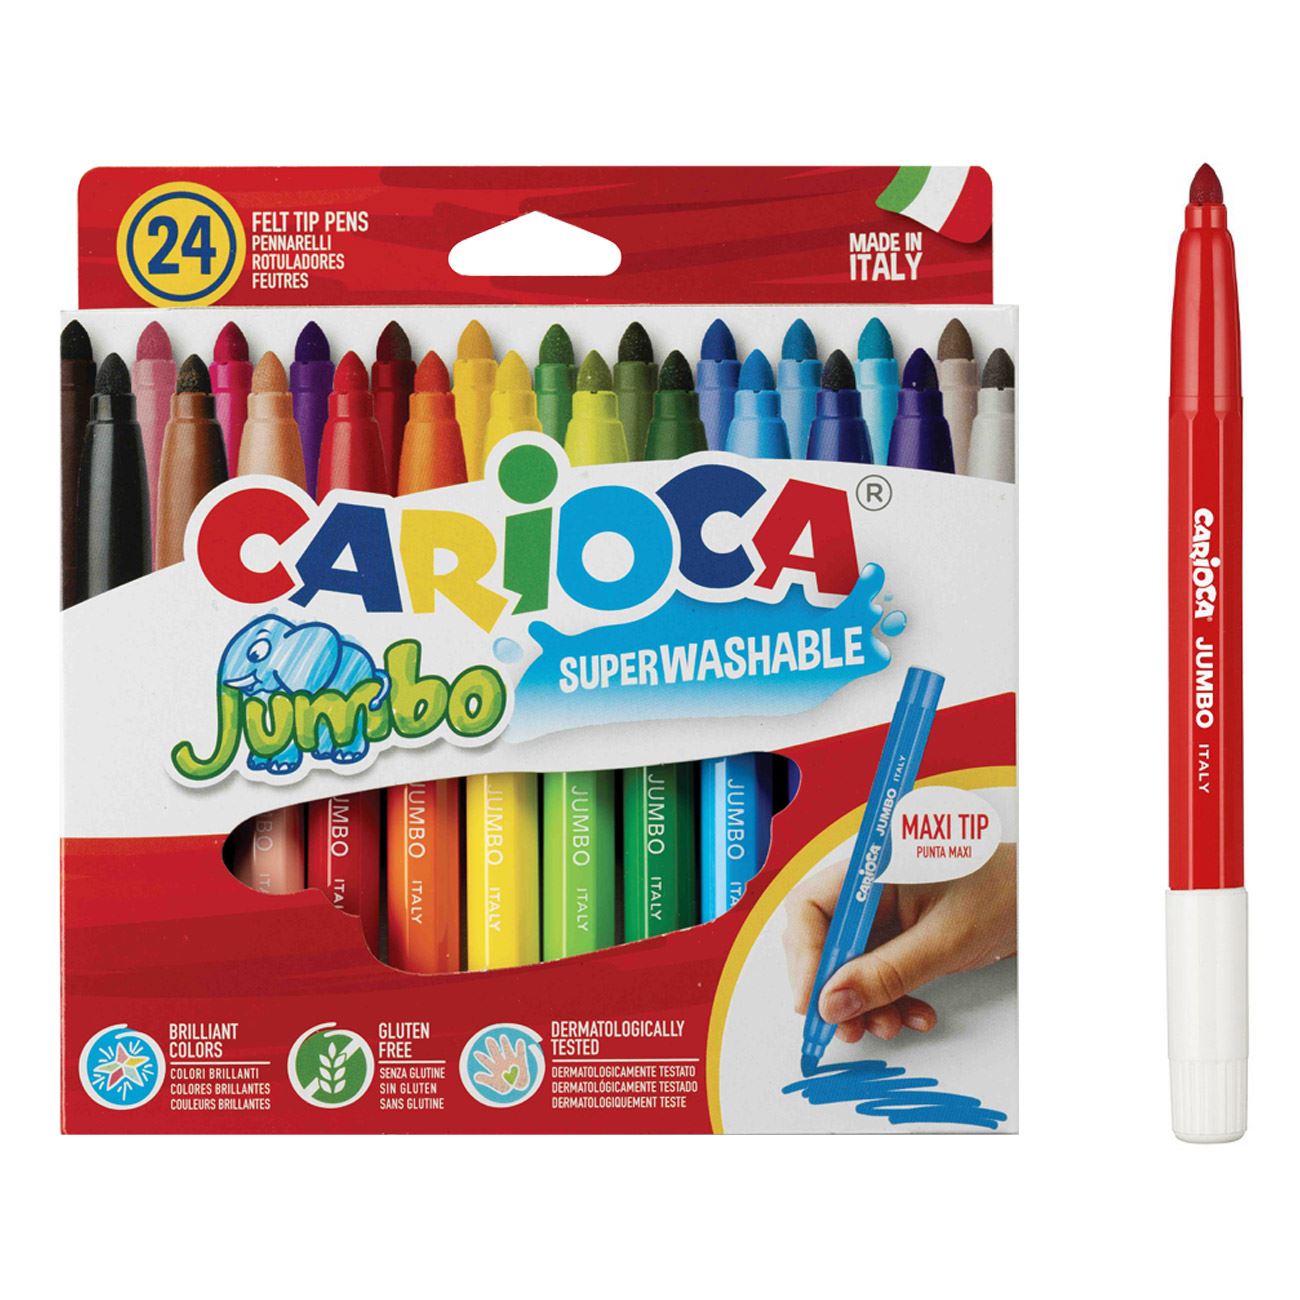 24
FELT TIP PENS
PENNARELLI
ROTULADORES
FEUTRES
MADE IN
ITALY
CARIOCA®
Jumbo
SUPERWASHABLE
JUMBO ITALY
JUMBO ITALY
JUMBO ITALY
JUMBO ITALY
JUMBO ITALY
JUMBO ITALY
CARIOCA JUMBO ITALY
MAXI TIP
PUNTA MAXI
BRILLIANT
COLORS
COLORI BRILLANTI
COLORES BRILLANTES
COULEURS BRILLANTES
GLUTEN
FREE
SENZA GLUTINE
SIN GLUTEN
SANS GLUTINE
DERMATOLOGICALLY
TESTED
DERMATOLOGICAMENTE TESTATO
DERMATOLÓGICAMENTE TESTADO
DERMATOLOGIQUEMENT TESTE
CARIOCA® JUMBO ITALY